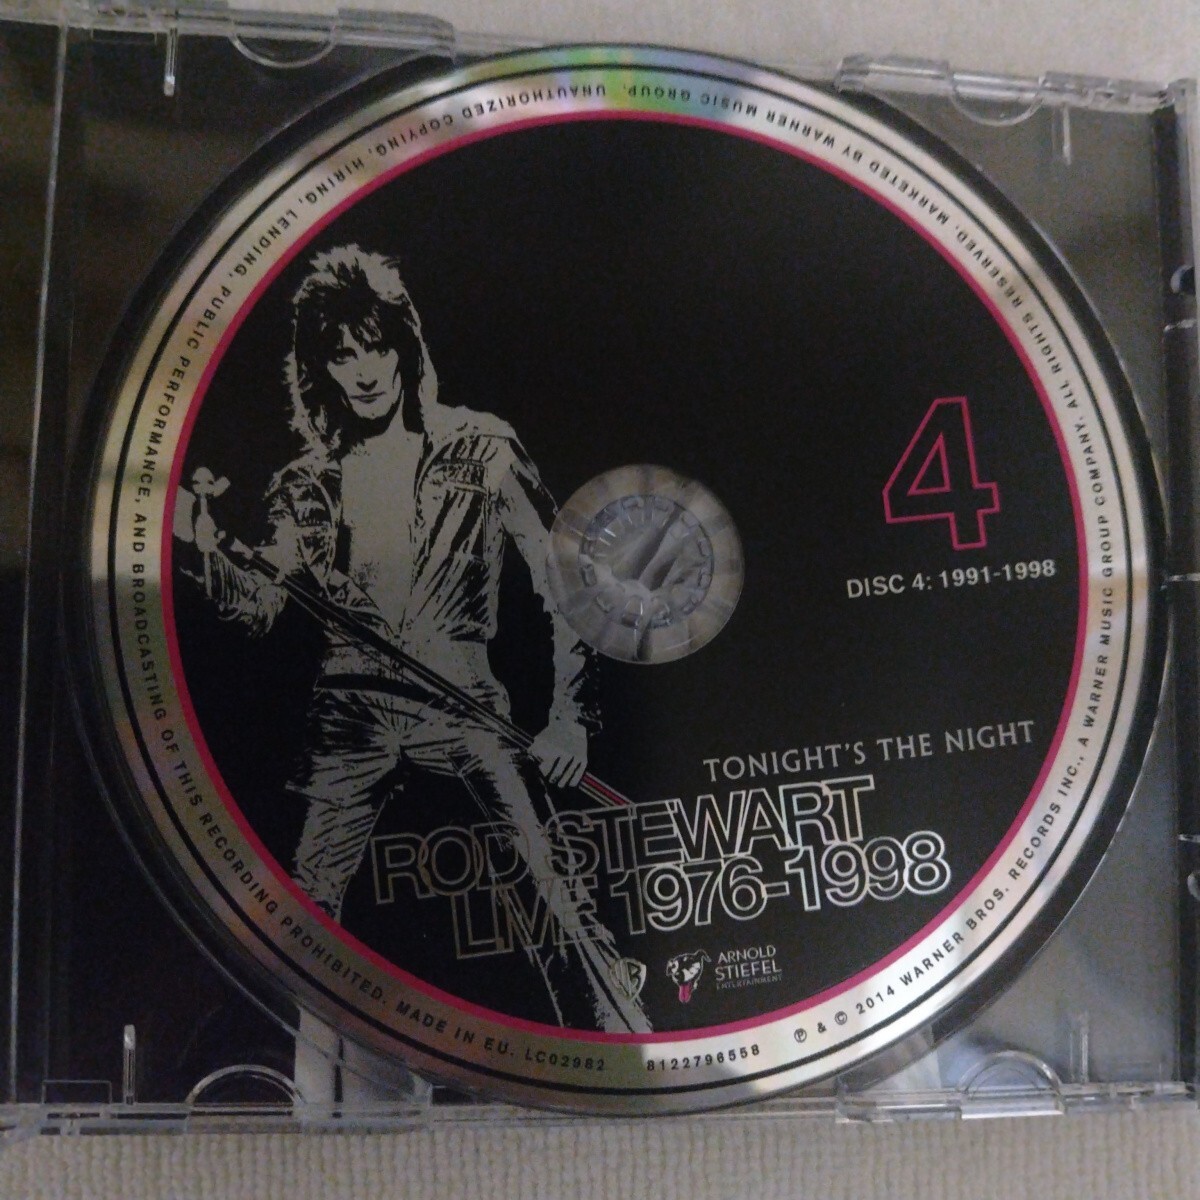 4
DISC 4: 1991-1998
TONIGHT'S THE NIGHT
ROD STEWART
LIVE 1976-1998
WB
ARNOLD
STIEFEL
ENTERTAINMENT
℗ & © 2014 WARNER BROS. RECORDS INC., A WARNER MUSIC GROUP COMPANY. ALL RIGHTS RESERVED. MARKETED BY WARNER MUSIC GROUP. UNAUTHORIZED COPYING, HIRING, LENDING, PUBLIC PERFORMANCE, AND BROADCASTING OF THIS RECORDING PROHIBITED. MADE IN EU. LC02982 8122796558